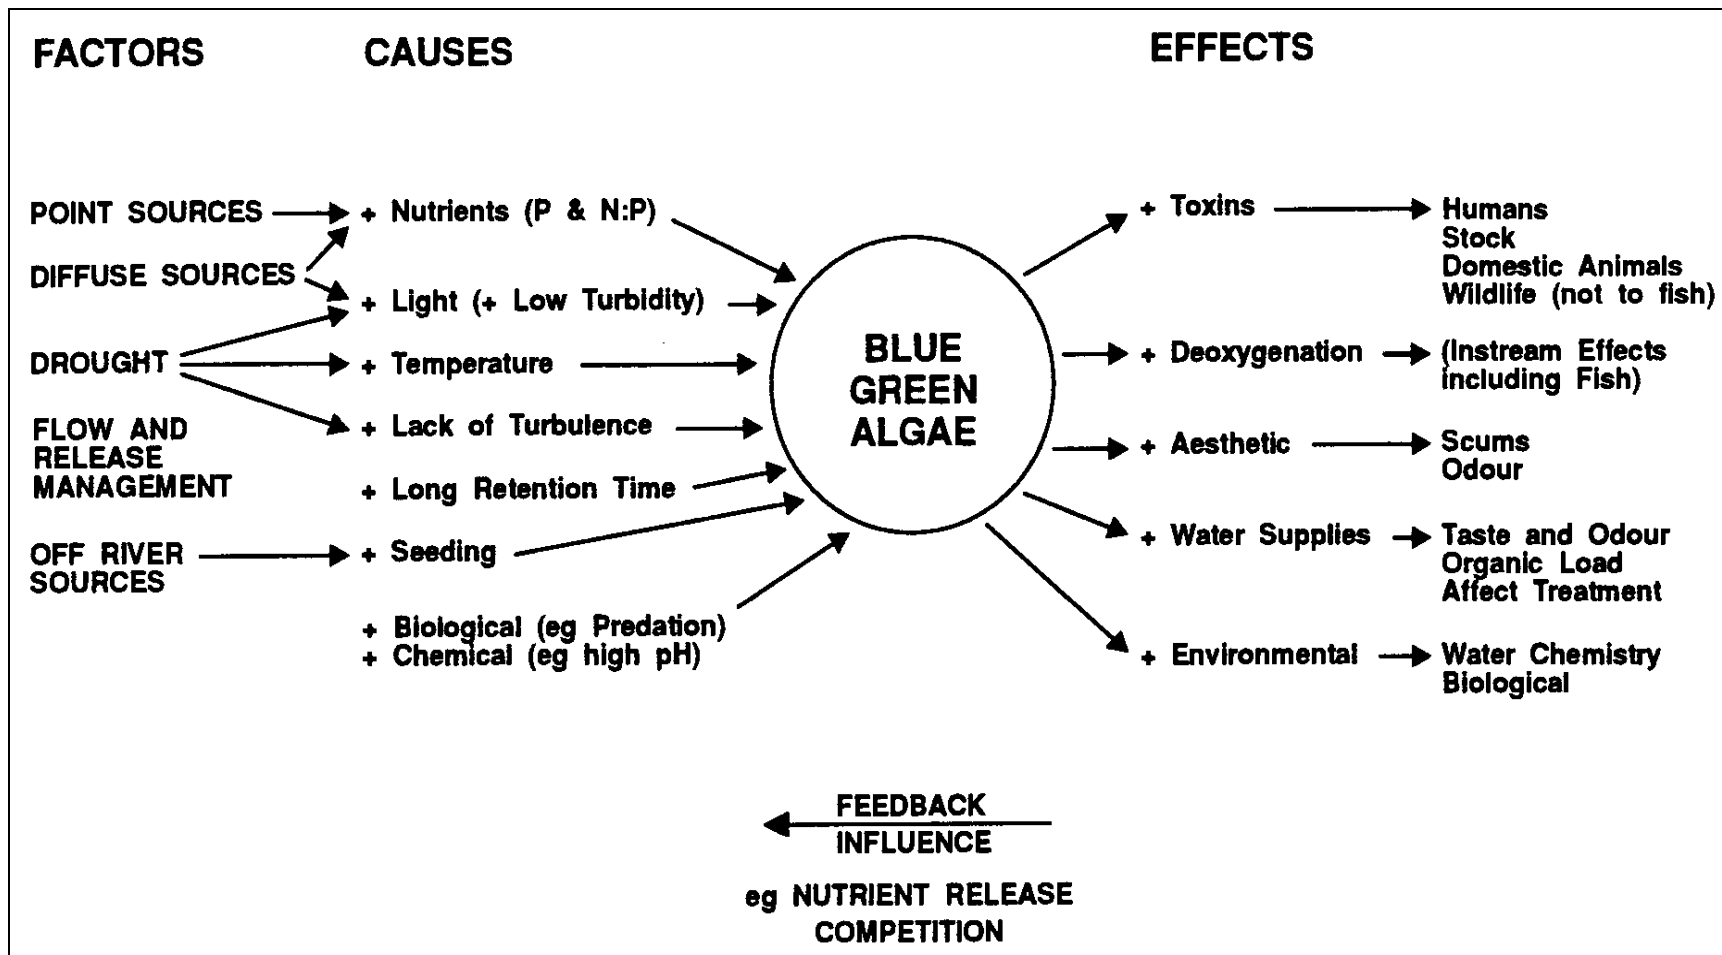 FACTORS
CAUSES
EFFECTS
POINT SOURCES
DIFFUSE SOURCES
DROUGHT
FLOW AND
RELEASE
MANAGEMENT
OFF RIVER
SOURCES
+ Nutrients (P & N:P)
+ Light (+ Low Turbidity)
+ Temperature
+ Lack of Turbulence
+ Long Retention Time
+ Seeding
+ Biological (eg Predation)
+ Chemical (eg high pH)
BLUE
GREEN
ALGAE
+ Toxins
Humans
Stock
Domestic Animals
Wildlife (not to fish)
+ Deoxygenation
(Instream Effects
including Fish)
+ Aesthetic
Scums
Odour
+ Water Supplies
Taste and Odour
Organic Load
Affect Treatment
+ Environmental
Water Chemistry
Biological
FEEDBACK
INFLUENCE
eg NUTRIENT RELEASE
COMPETITION